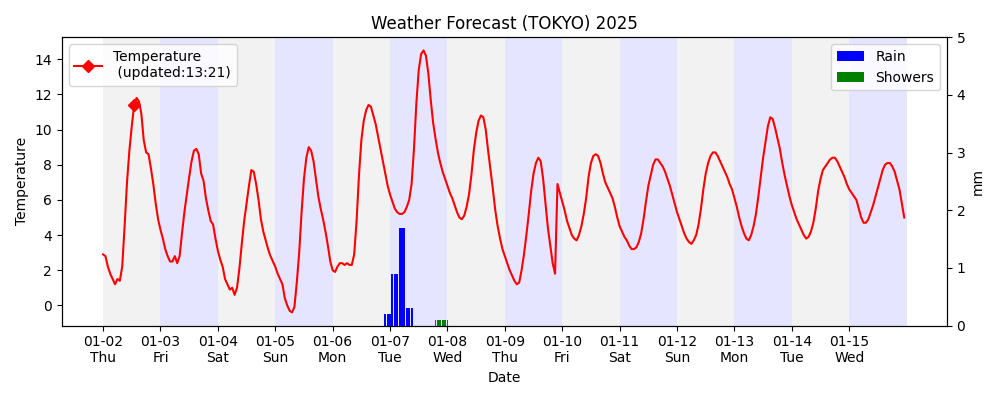 Weather Forecast (TOKYO) 2025
Temperature
(updated:13:21)
Rain
Showers
Temperature
14
12
10
8
6
4
2
0
5
4
3
2
1
0
mm
01-02 01-03 01-04 01-05 01-06 01-07 01-08 01-09 01-10 01-11 01-12 01-13 01-14 01-15
Thu Fri Sat Sun Mon Tue Wed Thu Fri Sat Sun Mon Tue Wed
Date